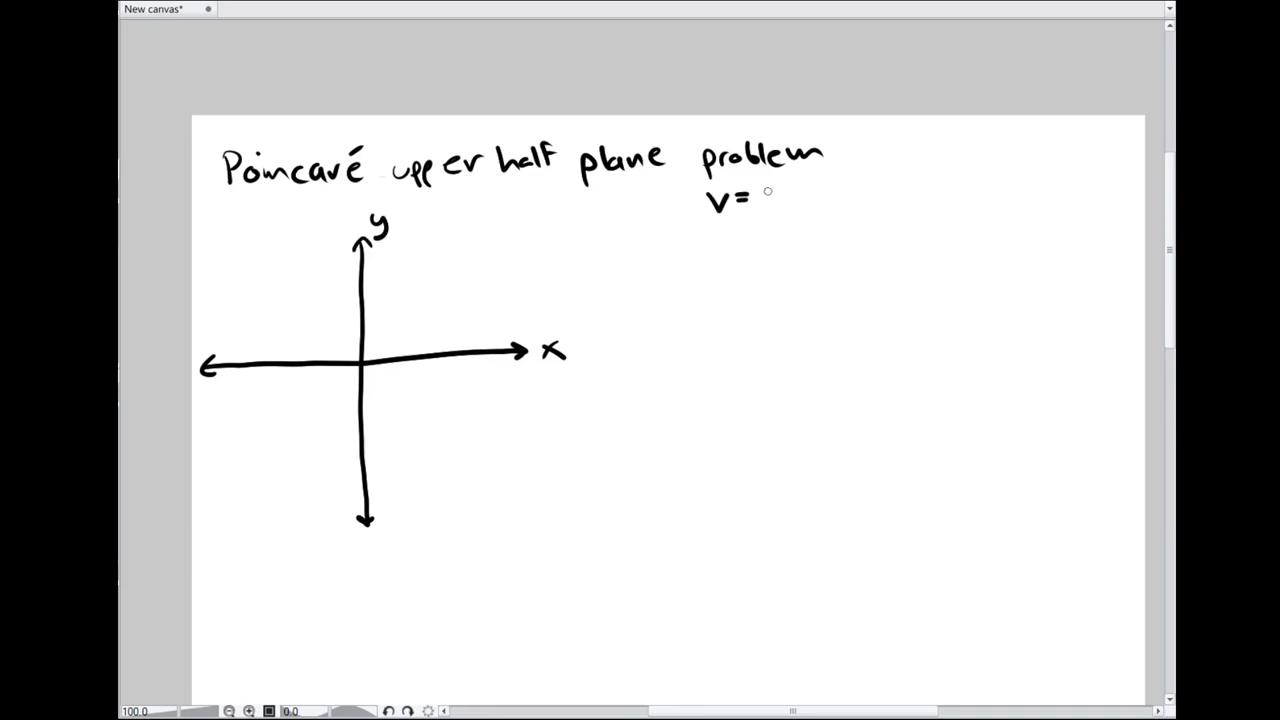 New canvas*
Poincaré upper half plane problem
v=
y
x
100.0 0.0